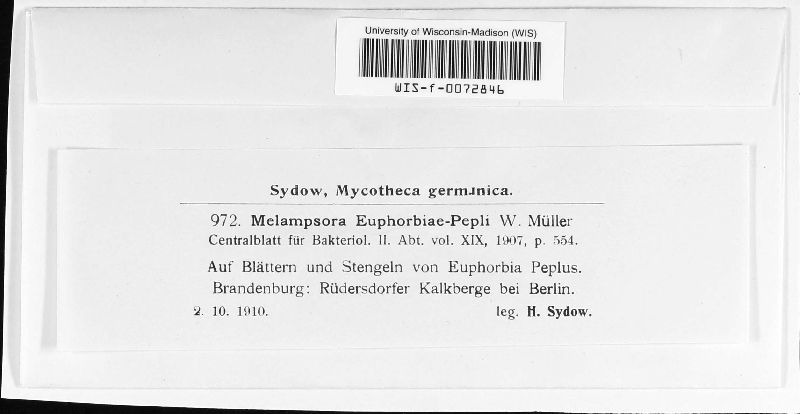 University of Wisconsin-Madison (WIS)
WIS-f-0072846
Sydow, Mycotheca germanica.
972. Melampsora Euphorbiae-Pepli W. Müller
Centralblatt für Bakteriol. II. Abt. vol. XIX, 1907, p. 554.
Auf Blättern und Stengeln von Euphorbia Peplus.
Brandenburg: Rüdersdorfer Kalkberge bei Berlin.
2. 10. 1910. leg. H. Sydow.